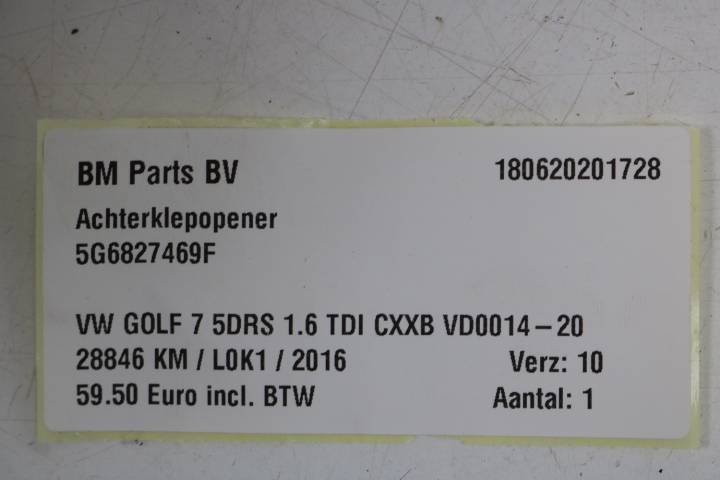 BM Parts BV 180620201728
Achterklepopener
5G6827469F
VW GOLF 7 5DRS 1.6 TDI CXXB VD0014-20
28846 KM / L0K1 / 2016 Verz: 10
59.50 Euro incl. BTW Aantal: 1